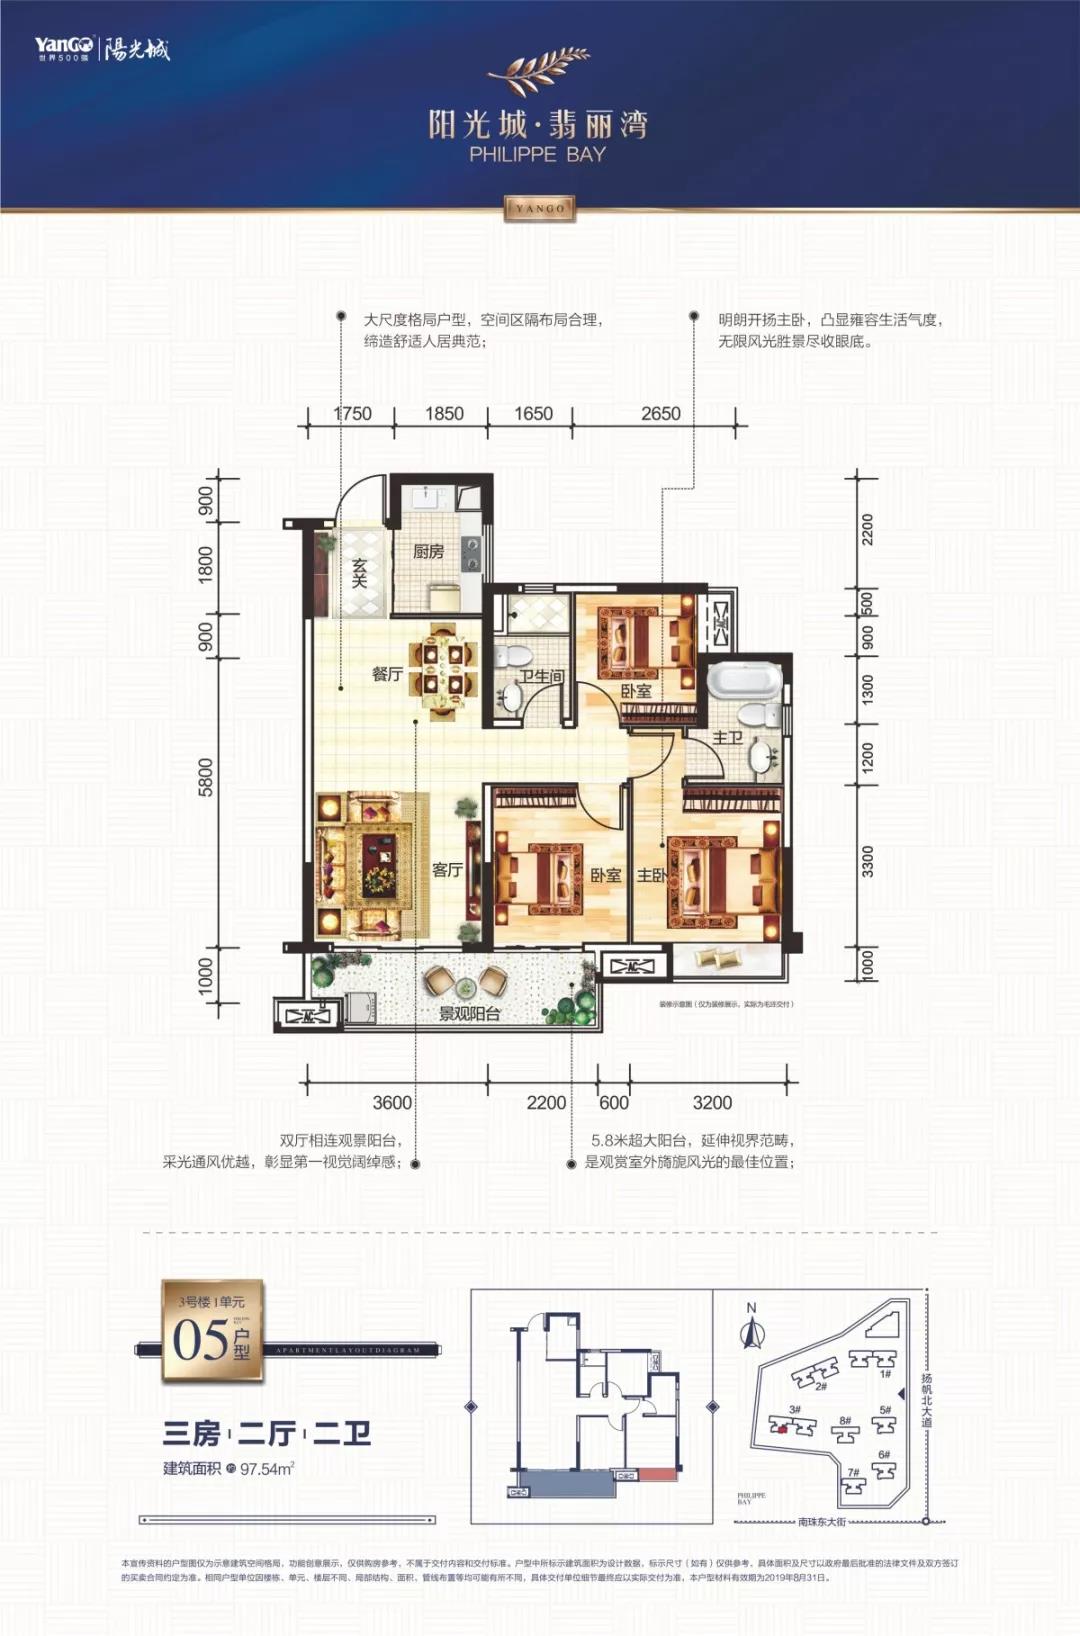 YanGO 陽光城
世界500强
阳光城·翡丽湾
PHILIPPE BAY
YANGO
大尺度格局户型，空间区隔布局合理，
缔造舒适人居典范；
明朗开扬主卧，凸显雍容生活气度，
无限风光胜景尽收眼底。
1750 1850 1650 2650
900
1800
900
5800
1000
2200
500
900
1300
1200
3300
1000
厨房
玄关
餐厅
卫生间
卧室
主卫
客厅
卧室
主卧
AC
AC
AC
景观阳台
装修示意图（仅为装修展示，实际为毛坯交付）
3600 2200 600 3200
双厅相连观景阳台，
采光通风优越，彰显第一视觉阔绰感；
5.8米超大阳台，延伸视界范畴，
是观赏室外旖旎风光的最佳位置；
3号楼1单元
05户型
APARTMENT LAYOUT DIAGRAM
三房 二厅 二卫
建筑面积 约 97.54m²
N
1#
2#
3#
5#
8#
6#
7#
扬帆北大道
PHILIPPE
BAY
南珠东大街
本宣传资料的户型图仅为示意建筑空间格局，功能创意展示，仅供购房参考，不属于交付内容和交付标准。户型中所标示建筑面积为设计数据，标示尺寸（如有）仅供参考，具体面积及尺寸以政府最后批准的法律文件及双方签订
的买卖合同约定为准。相同户型单位因楼栋、单元、楼层不同、局部结构、面积、管线布置等均可能有所不同，具体交付单位细节最终应以实际交付为准，本户型材料有效期为2019年8月31日。